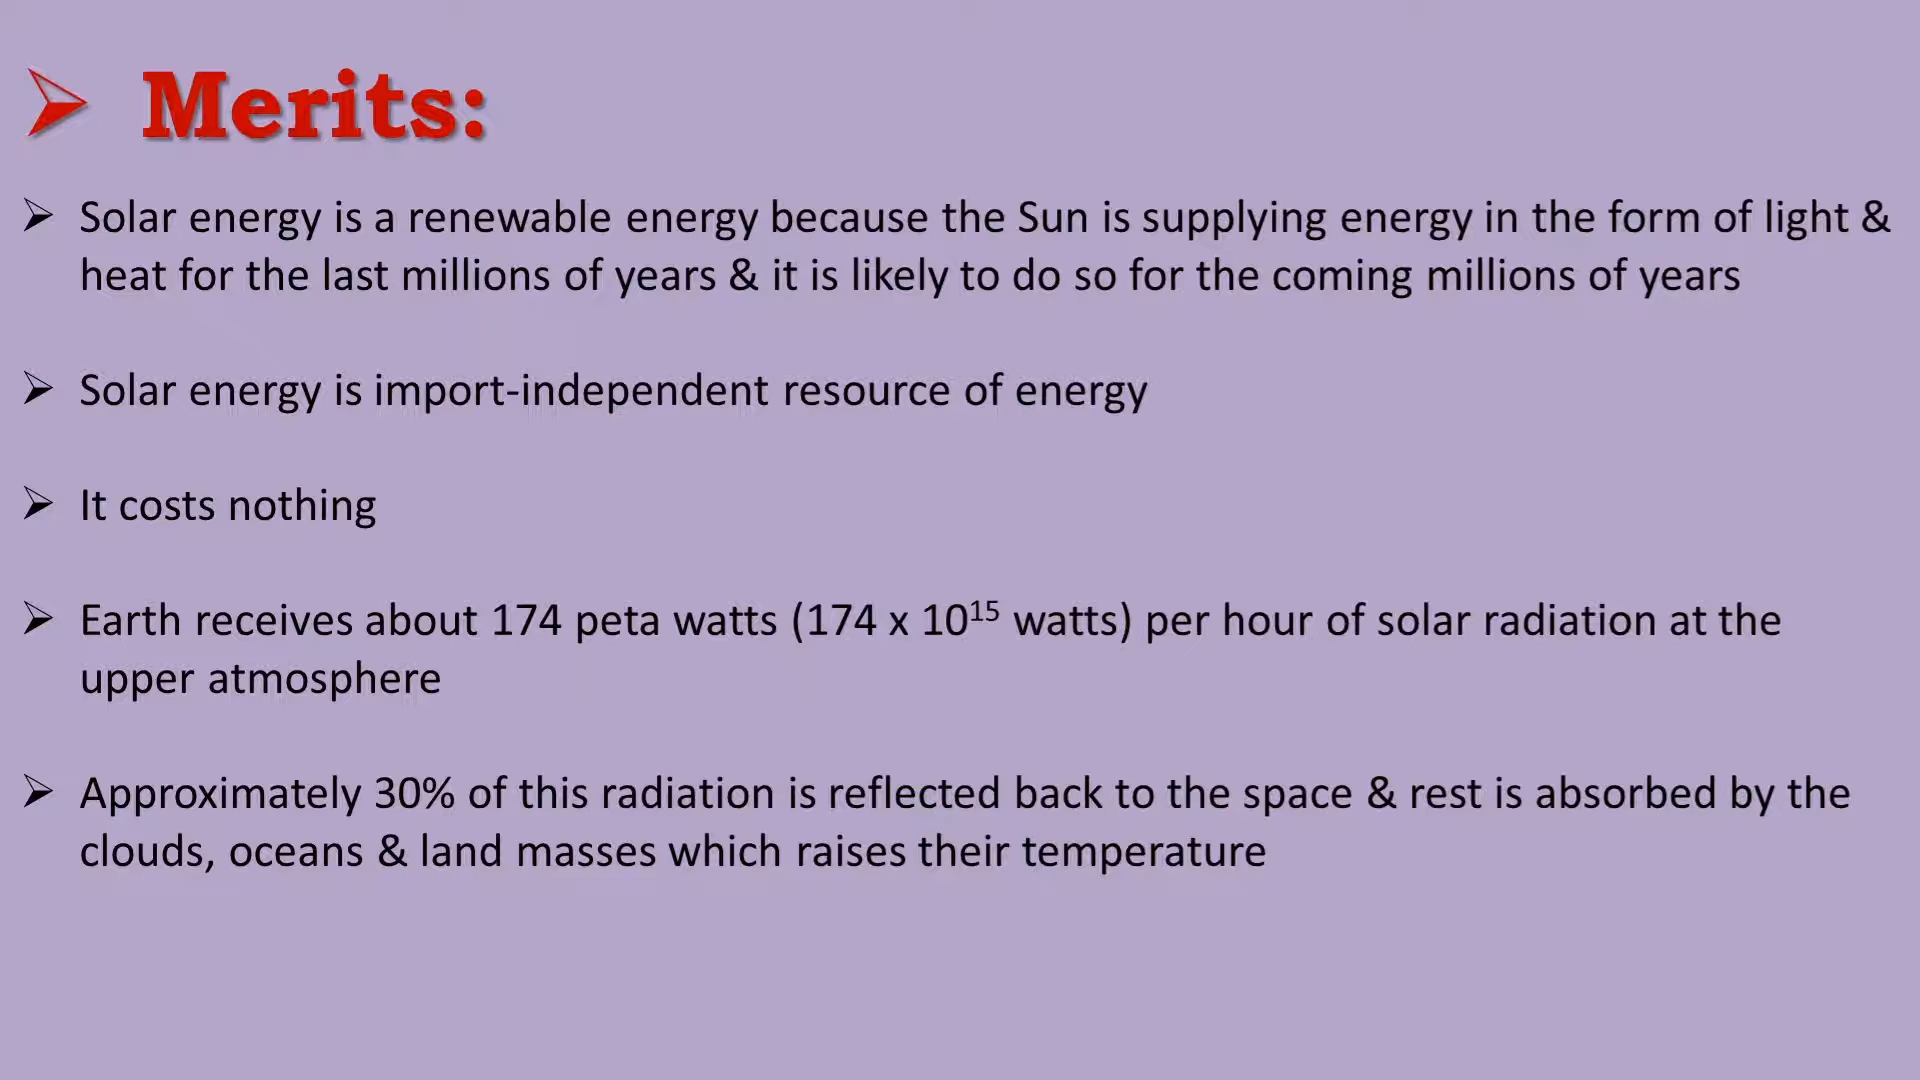 ➢ Merits:
➢ Solar energy is a renewable energy because the Sun is supplying energy in the form of light &
heat for the last millions of years & it is likely to do so for the coming millions of years
➢ Solar energy is import-independent resource of energy
➢ It costs nothing
➢ Earth receives about 174 peta watts (174 x 10¹⁵ watts) per hour of solar radiation at the
upper atmosphere
➢ Approximately 30% of this radiation is reflected back to the space & rest is absorbed by the
clouds, oceans & land masses which raises their temperature